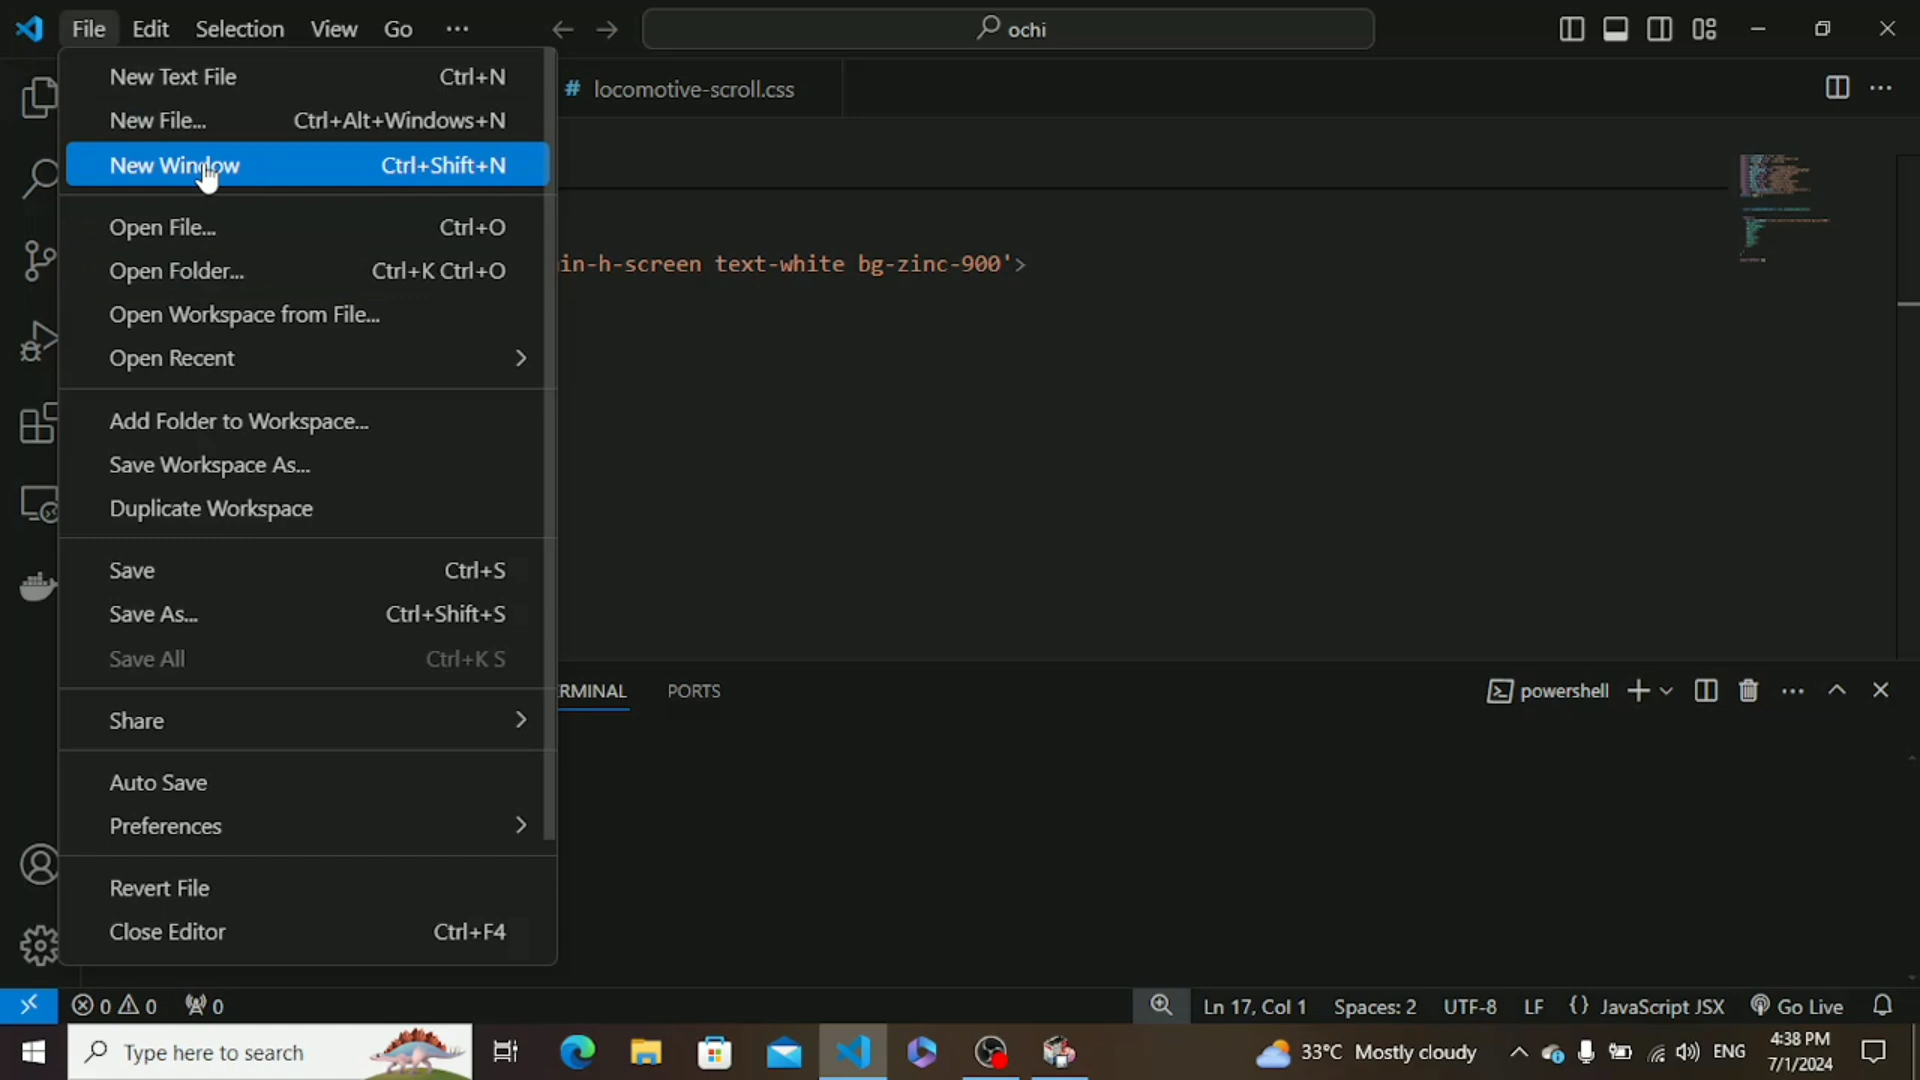 File Edit Selection View Go ···
ochi
New Text File Ctrl+N
New File... Ctrl+Alt+Windows+N
New Window Ctrl+Shift+N
Open File... Ctrl+O
Open Folder... Ctrl+K Ctrl+O
Open Workspace from File...
Open Recent
Add Folder to Workspace...
Save Workspace As...
Duplicate Workspace
Save Ctrl+S
Save As... Ctrl+Shift+S
Save All Ctrl+K S
Share
Auto Save
Preferences
Revert File
Close Editor Ctrl+F4
# locomotive-scroll.css
in-h-screen text-white bg-zinc-900'>
ERMINAL PORTS
powershell
0 0 0
Ln 17, Col 1 Spaces: 2 UTF-8 LF {} JavaScript JSX Go Live
Type here to search
33°C Mostly cloudy
ENG
4:38 PM
7/1/2024